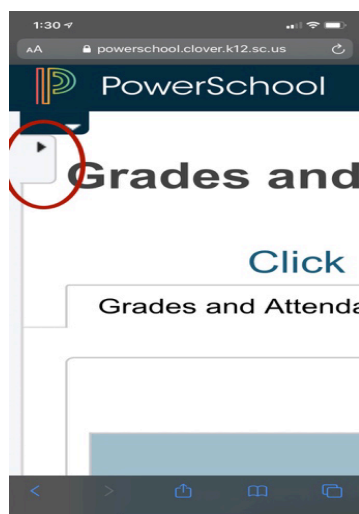 1:30
AA powerschool.clover.k12.sc.us
PowerSchool
Grades and
Click
Grades and Attenda